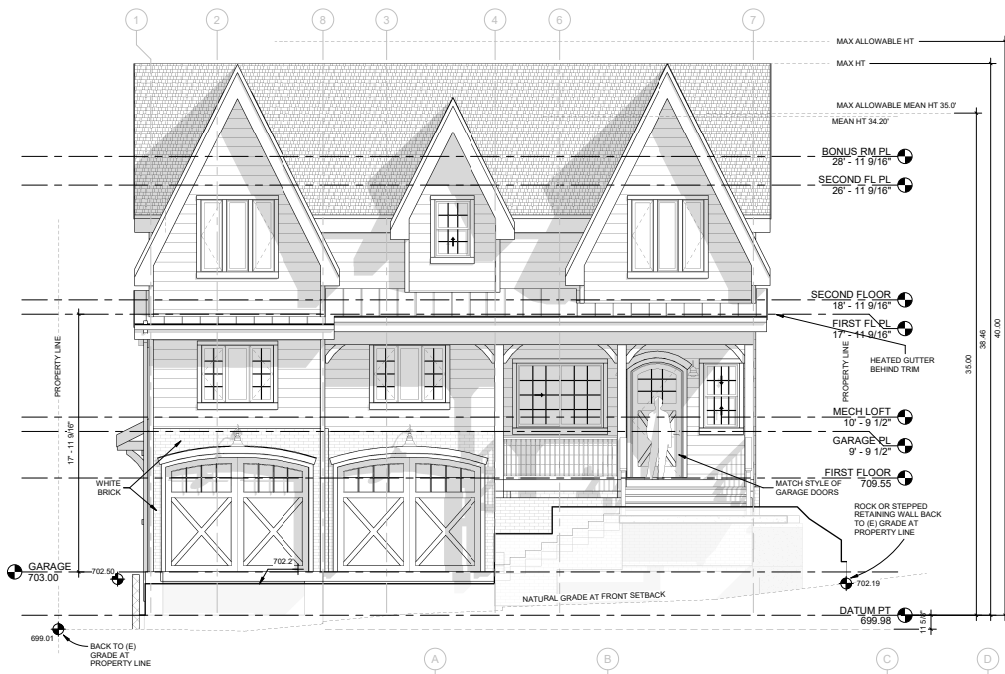 1 2 8 3 4 6 7
MAX ALLOWABLE HT
MAX HT
MAX ALLOWABLE MEAN HT 35.0'
MEAN HT 34.20'
BONUS RM PL
28' - 11 9/16"
SECOND FL PL
26' - 11 9/16"
SECOND FLOOR
18' - 11 9/16"
FIRST FL PL
17' - 11 9/16"
PROPERTY LINE
PROPERTY LINE
35.00
38.46
40.00
HEATED GUTTER
BEHIND TRIM
17' - 11 9/16"
MECH LOFT
10' - 9 1/2"
GARAGE PL
9' - 9 1/2"
FIRST FLOOR
709.55
WHITE
BRICK
MATCH STYLE OF
GARAGE DOORS
ROCK OR STEPPED
RETAINING WALL BACK
TO (E) GRADE AT
PROPERTY LINE
GARAGE
703.00
702.50
702.2
702.19
NATURAL GRADE AT FRONT SETBACK
DATUM PT
699.98
699.01
BACK TO (E)
GRADE AT
PROPERTY LINE
A B C D